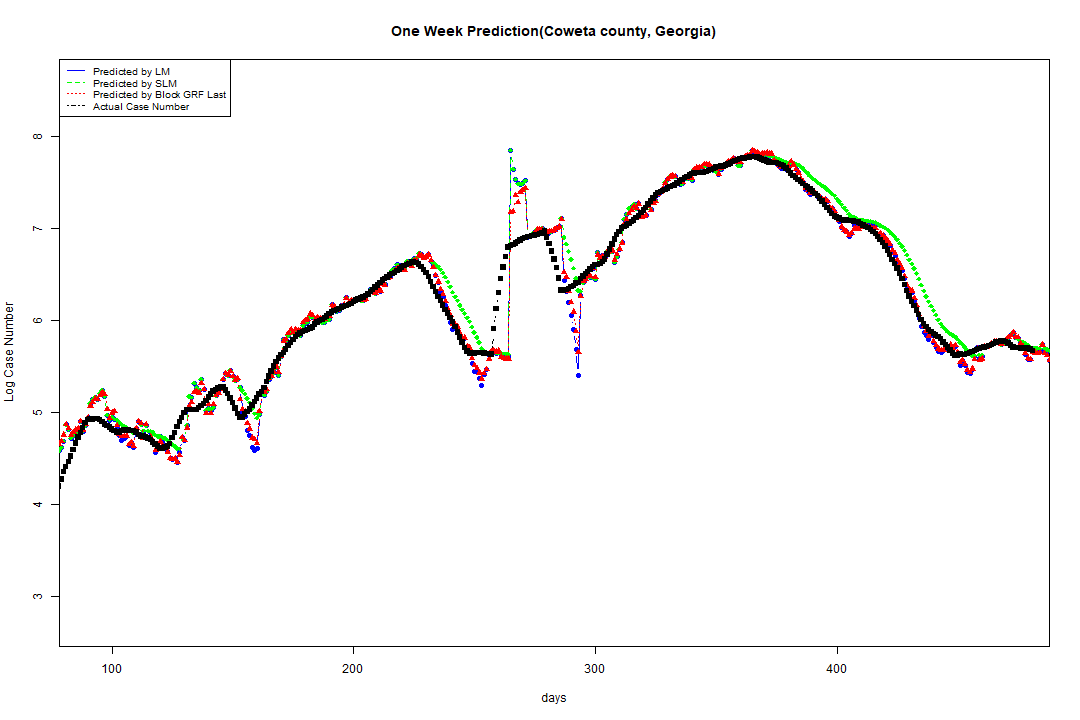 One Week Prediction(Coweta county, Georgia)
Predicted by LM
Predicted by SLM
Predicted by Block GRF Last
Actual Case Number
8
7
6
5
4
3
Log Case Number
100 200 300 400
days